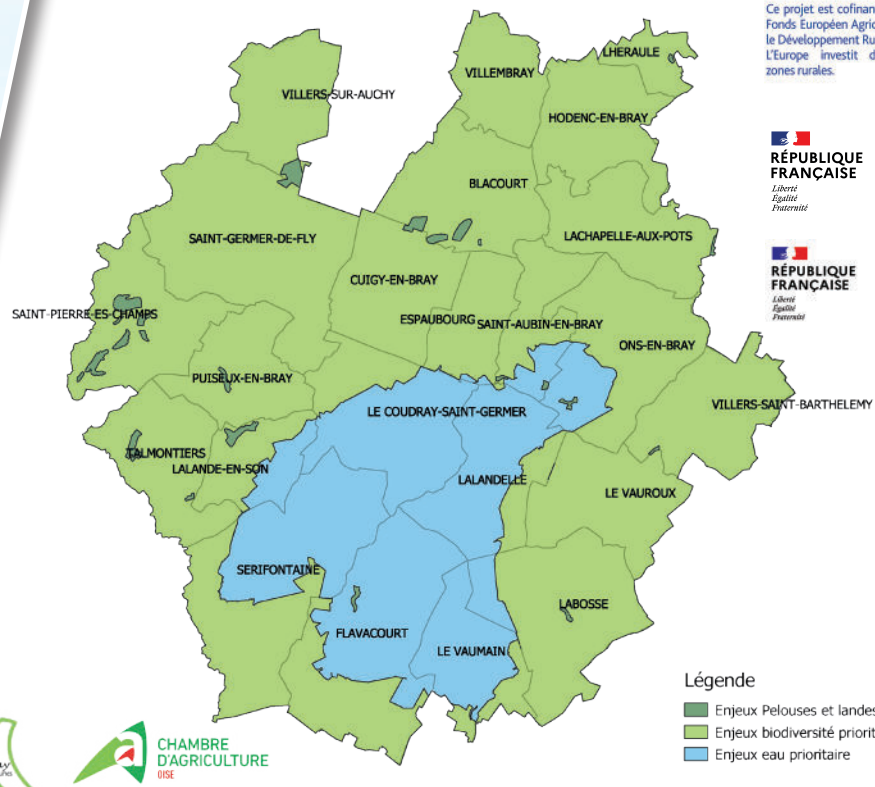 Ce projet est cofinan
Fonds Européen Agric
le Développement Ru
L'Europe investit d
zones rurales.
RÉPUBLIQUE
FRANÇAISE
Liberté
Égalité
Fraternité
RÉPUBLIQUE
FRANÇAISE
Liberté
Égalité
Fraternité
LHERAULE
VILLEMBRAY
VILLERS-SUR-AUCHY
HODENC-EN-BRAY
BLACOURT
SAINT-GERMER-DE-FLY
LACHAPELLE-AUX-POTS
CUIGY-EN-BRAY
SAINT-PIERRE-ES-CHAMPS
ESPAUBOURG
SAINT-AUBIN-EN-BRAY
ONS-EN-BRAY
PUISEUX-EN-BRAY
VILLERS-SAINT-BARTHELEMY
LE COUDRAY-SAINT-GERMER
TALMONTIERS
LALANDE-EN-SON
LALANDELLE
LE VAUROUX
SERIFONTAINE
LABOSSE
FLAVACOURT
LE VAUMAIN
Légende
Enjeux Pelouses et landes
Enjeux biodiversité priorit
Enjeux eau prioritaire
CHAMBRE
D'AGRICULTURE
OISE